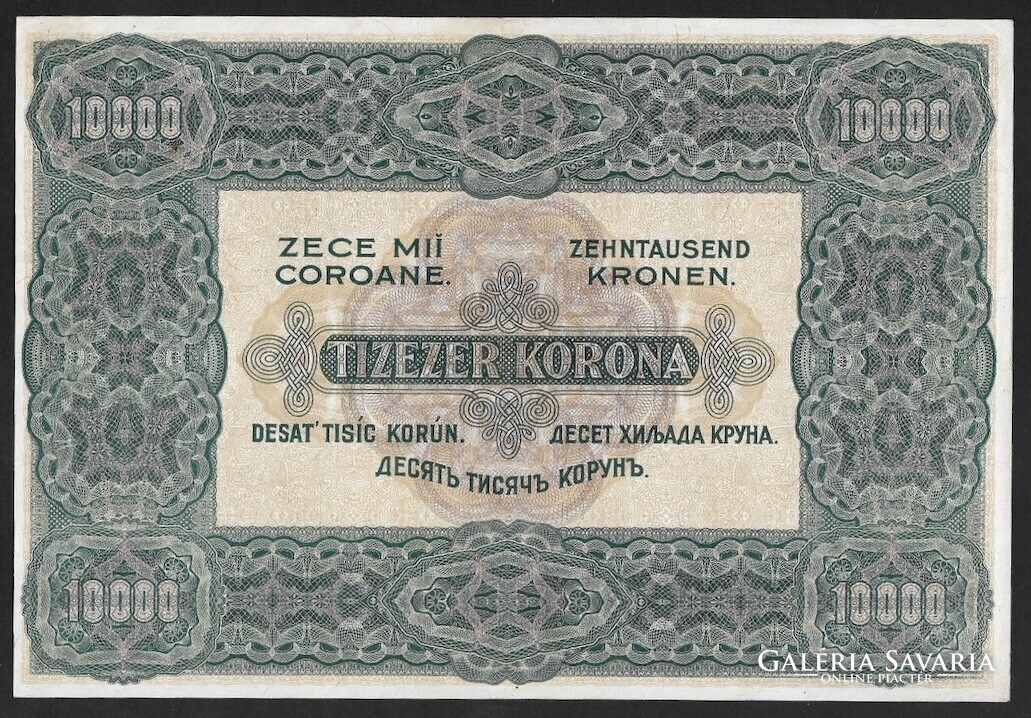 10000
10000
ZECE MIĬ
COROANE.
ZEHNTAUSEND
KRONEN.
TIZEZER KORONA
DESAŤ TISÍC KORÚN.
ДЕСЕТ ХИЉАДА КРУНА.
ДЕСЯТЬ ТИСЯЧЪ КОРУНЪ.
10000
10000
GALÉRIA SAVARIA
ONLINE PIACTÉR